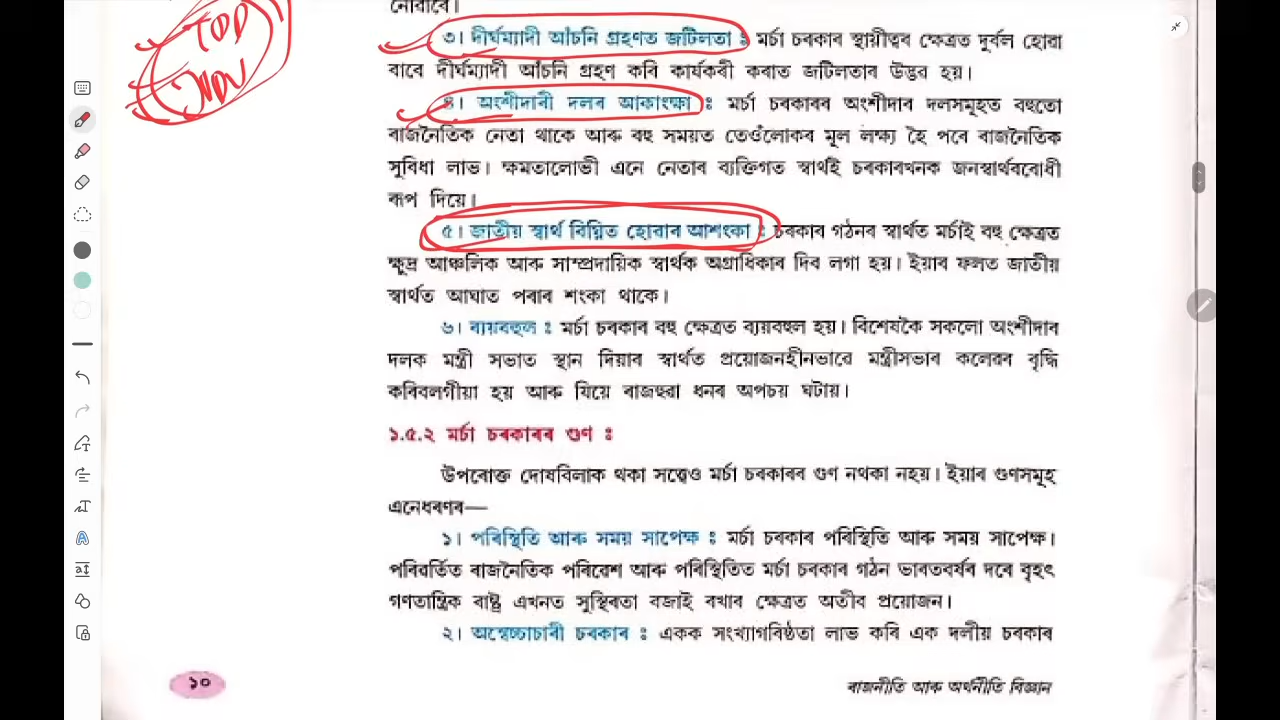 নোৱাৰে।
TOD
NOV
৩। দীৰ্ঘম্যাদী আঁচনি গ্ৰহণত জটিলতা ঃ মৰ্চা চৰকাৰ স্থায়ীত্বৰ ক্ষেত্ৰত দুৰ্বল হোৱা
বাবে দীৰ্ঘম্যাদী আঁচনি গ্ৰহণ কৰি কাৰ্যকৰী কৰাত জটিলতাৰ উদ্ভৱ হয়।
৪। অংশীদাৰী দলৰ আকাংক্ষা ঃ মৰ্চা চৰকাৰৰ অংশীদাৰ দলসমূহত বহুতো
ৰাজনৈতিক নেতা থাকে আৰু বহু সময়ত তেওঁলোকৰ মূল লক্ষ্য হৈ পৰে ৰাজনৈতিক
সুবিধা লাভ। ক্ষমতালোভী এনে নেতাৰ ব্যক্তিগত স্বাৰ্থই চৰকাৰখনক জনস্বাৰ্থৰবৰোধী
ৰূপ দিয়ে।
৫। জাতীয় স্বাৰ্থ বিঘ্নিত হোৱাৰ আশংকা ঃ চৰকাৰ গঠনৰ স্বাৰ্থত মৰ্চাই বহু ক্ষেত্ৰত
ক্ষুদ্ৰ আঞ্চলিক আৰু সাম্প্ৰদায়িক স্বাৰ্থক অগ্ৰাধিকাৰ দিব লগা হয়। ইয়াৰ ফলত জাতীয়
স্বাৰ্থত আঘাত পৰাৰ শংকা থাকে।
৬। ব্যয়বহুল ঃ মৰ্চা চৰকাৰ বহু ক্ষেত্ৰত ব্যয়বহুল হয়। বিশেষকৈ সকলো অংশীদাৰ
দলক মন্ত্ৰী সভাত স্থান দিয়াৰ স্বাৰ্থত প্ৰয়োজনহীনভাৱে মন্ত্ৰীসভাৰ কলেৱৰ বৃদ্ধি
কৰিবলগীয়া হয় আৰু যিয়ে ৰাজহুৱা ধনৰ অপচয় ঘটায়।
১.৫.২ মৰ্চা চৰকাৰৰ গুণ ঃ
উপৰোক্ত দোষবিলাক থকা সত্ত্বেও মৰ্চা চৰকাৰৰ গুণ নথকা নহয়। ইয়াৰ গুণসমূহ
এনেধৰণৰ—
১। পৰিস্থিতি আৰু সময় সাপেক্ষ ঃ মৰ্চা চৰকাৰ পৰিস্থিতি আৰু সময় সাপেক্ষ।
পৰিৱৰ্তিত ৰাজনৈতিক পৰিৱেশ আৰু পৰিস্থিতিত মৰ্চা চৰকাৰ গঠন ভাৰতবৰ্ষৰ দৰে বৃহৎ
গণতান্ত্ৰিক ৰাষ্ট্ৰ এখনত সুস্থিৰতা বজাই ৰখাৰ ক্ষেত্ৰত অতীব প্ৰয়োজন।
২। অস্বেচ্ছাচাৰী চৰকাৰ ঃ একক সংখ্যাগৰিষ্ঠতা লাভ কৰি এক দলীয় চৰকাৰ
১০
ৰাজনীতি আৰু অৰ্থনীতি বিজ্ঞান